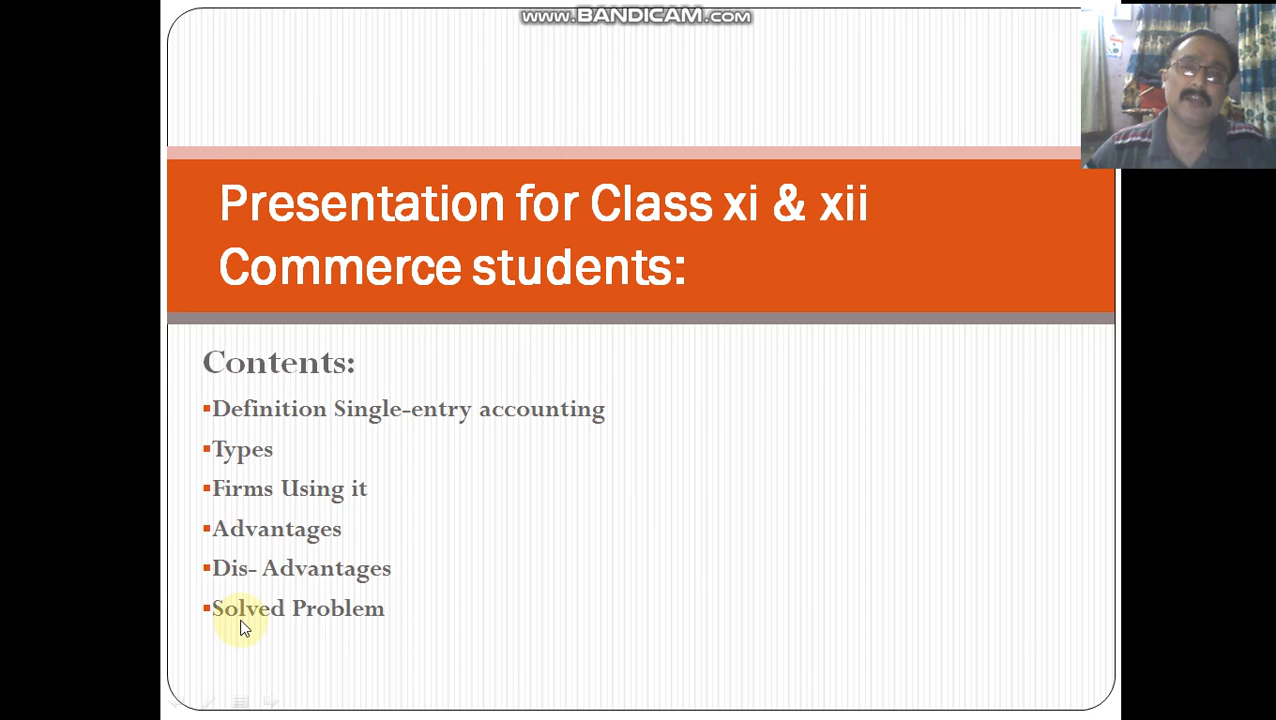 www.BANDICAM.com
Presentation for Class xi & xii
Commerce students:
Contents:
▪Definition Single-entry accounting
▪Types
▪Firms Using it
▪Advantages
▪Dis- Advantages
▪Solved Problem